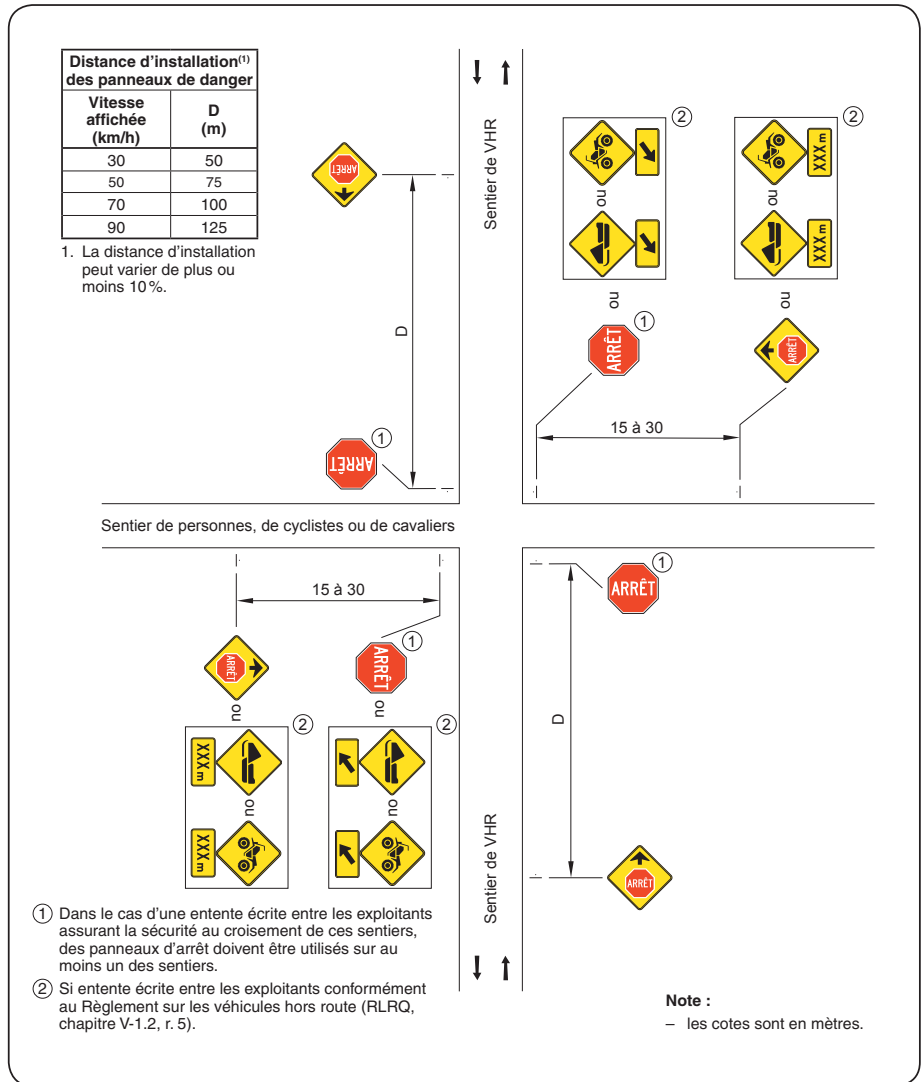 Distance d'installation(1)
des panneaux de danger
Vitesse affichée (km/h) D (m)
30 50
50 75
70 100
90 125
1. La distance d'installation
peut varier de plus ou
moins 10 %.
ARRÊT
D
ARRÊT
1
Sentier de VHR
2
ou
ou
ARRÊT
1
2
XXX m
ou
XXX m
ou
ARRÊT
15 à 30
Sentier de personnes, de cyclistes ou de cavaliers
15 à 30
ARRÊT
ou
2
XXX m
ou
XXX m
ARRÊT
1
ou
2
ou
Sentier de VHR
ARRÊT
1
D
ARRÊT
1 Dans le cas d'une entente écrite entre les exploitants
assurant la sécurité au croisement de ces sentiers,
des panneaux d'arrêt doivent être utilisés sur au
moins un des sentiers.
2 Si entente écrite entre les exploitants conformément
au Règlement sur les véhicules hors route (RLRQ,
chapitre V-1.2, r. 5).
Note :
– les cotes sont en mètres.